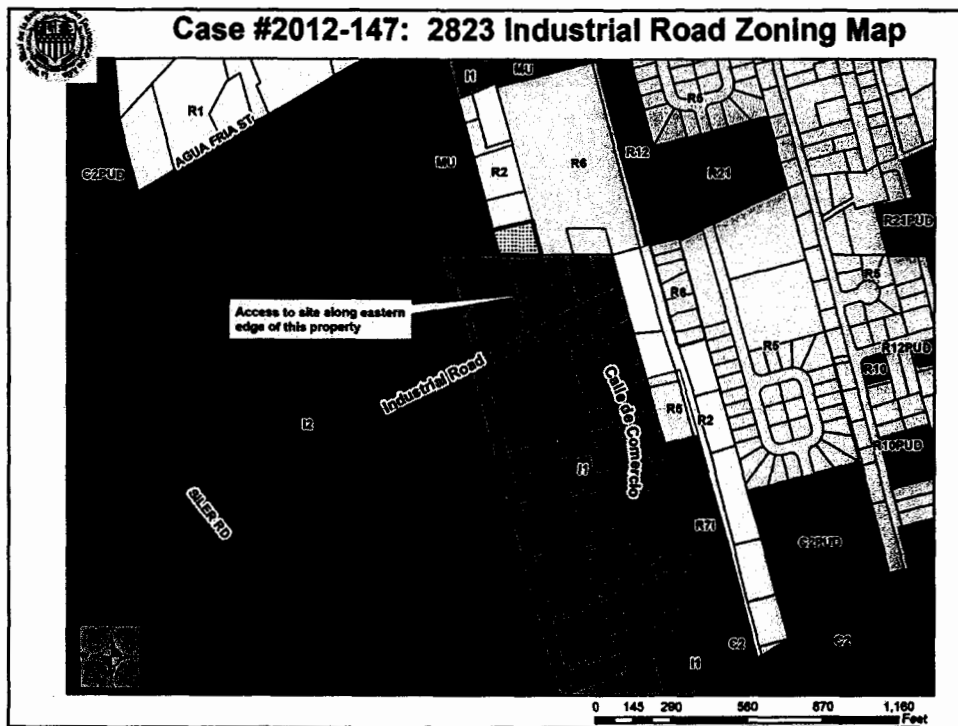 Case #2012-147: 2823 Industrial Road Zoning Map
I1
MU
R1
AGUA FRIA ST
C2PUD
MU
R2
R6
R12
R5
R21
R21PUD
R5
Access to site along eastern
edge of this property
R6
R5
R12PUD
R10
Industrial Road
Calle de Comercio
R5
R2
R10PUD
I2
I1
SILER RD
R7I
C2PUD
C2
C2
I1
0 145 290 580 870 1,160
Feet